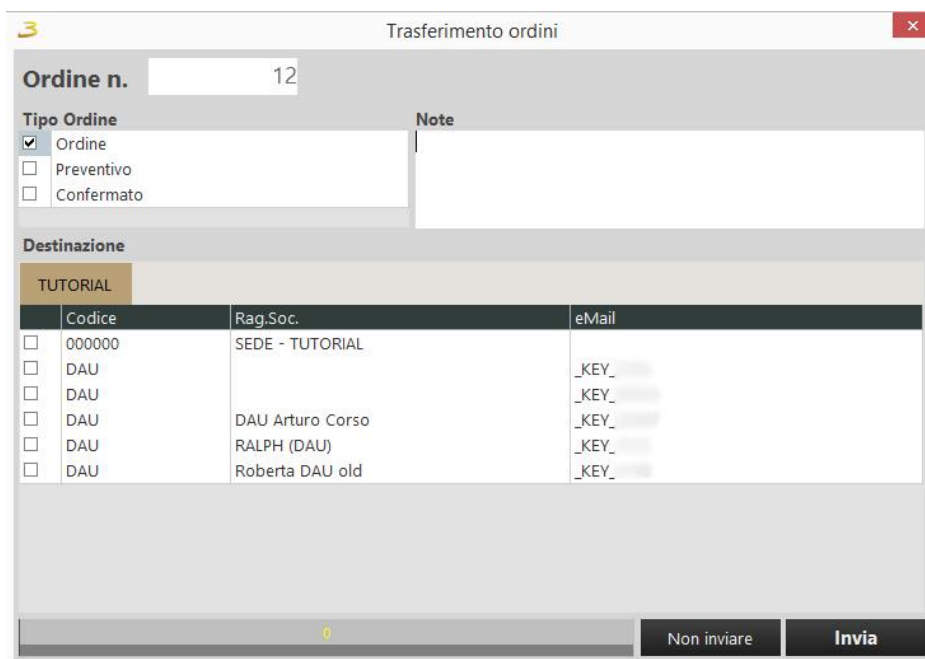 Trasferimento ordini
Ordine n. 12
Tipo Ordine Note
Ordine
Preventivo
Confermato
Destinazione
TUTORIAL
Codice Rag.Soc. eMail
000000 SEDE - TUTORIAL
DAU _KEY_
DAU _KEY_
DAU DAU Arturo Corso _KEY_
DAU RALPH (DAU) _KEY_
DAU Roberta DAU old _KEY_
0 Non inviare Invia